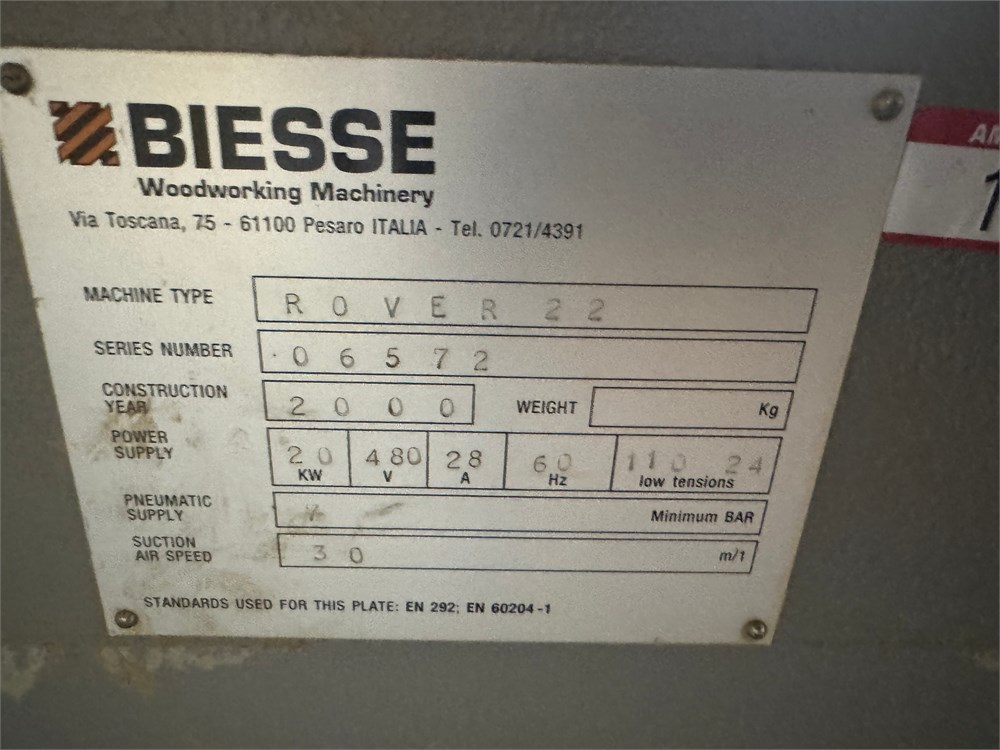 BIESSE
Woodworking Machinery
Via Toscana, 75 - 61100 Pesaro ITALIA - Tel. 0721/4391
MACHINE TYPE ROVER 22
SERIES NUMBER 06572
CONSTRUCTION YEAR 2000 WEIGHT Kg
POWER SUPPLY 20 KW 480 V 28 A 60 Hz 110 24 low tensions
PNEUMATIC SUPPLY Minimum BAR
SUCTION AIR SPEED 30 m/1
STANDARDS USED FOR THIS PLATE: EN 292; EN 60204-1